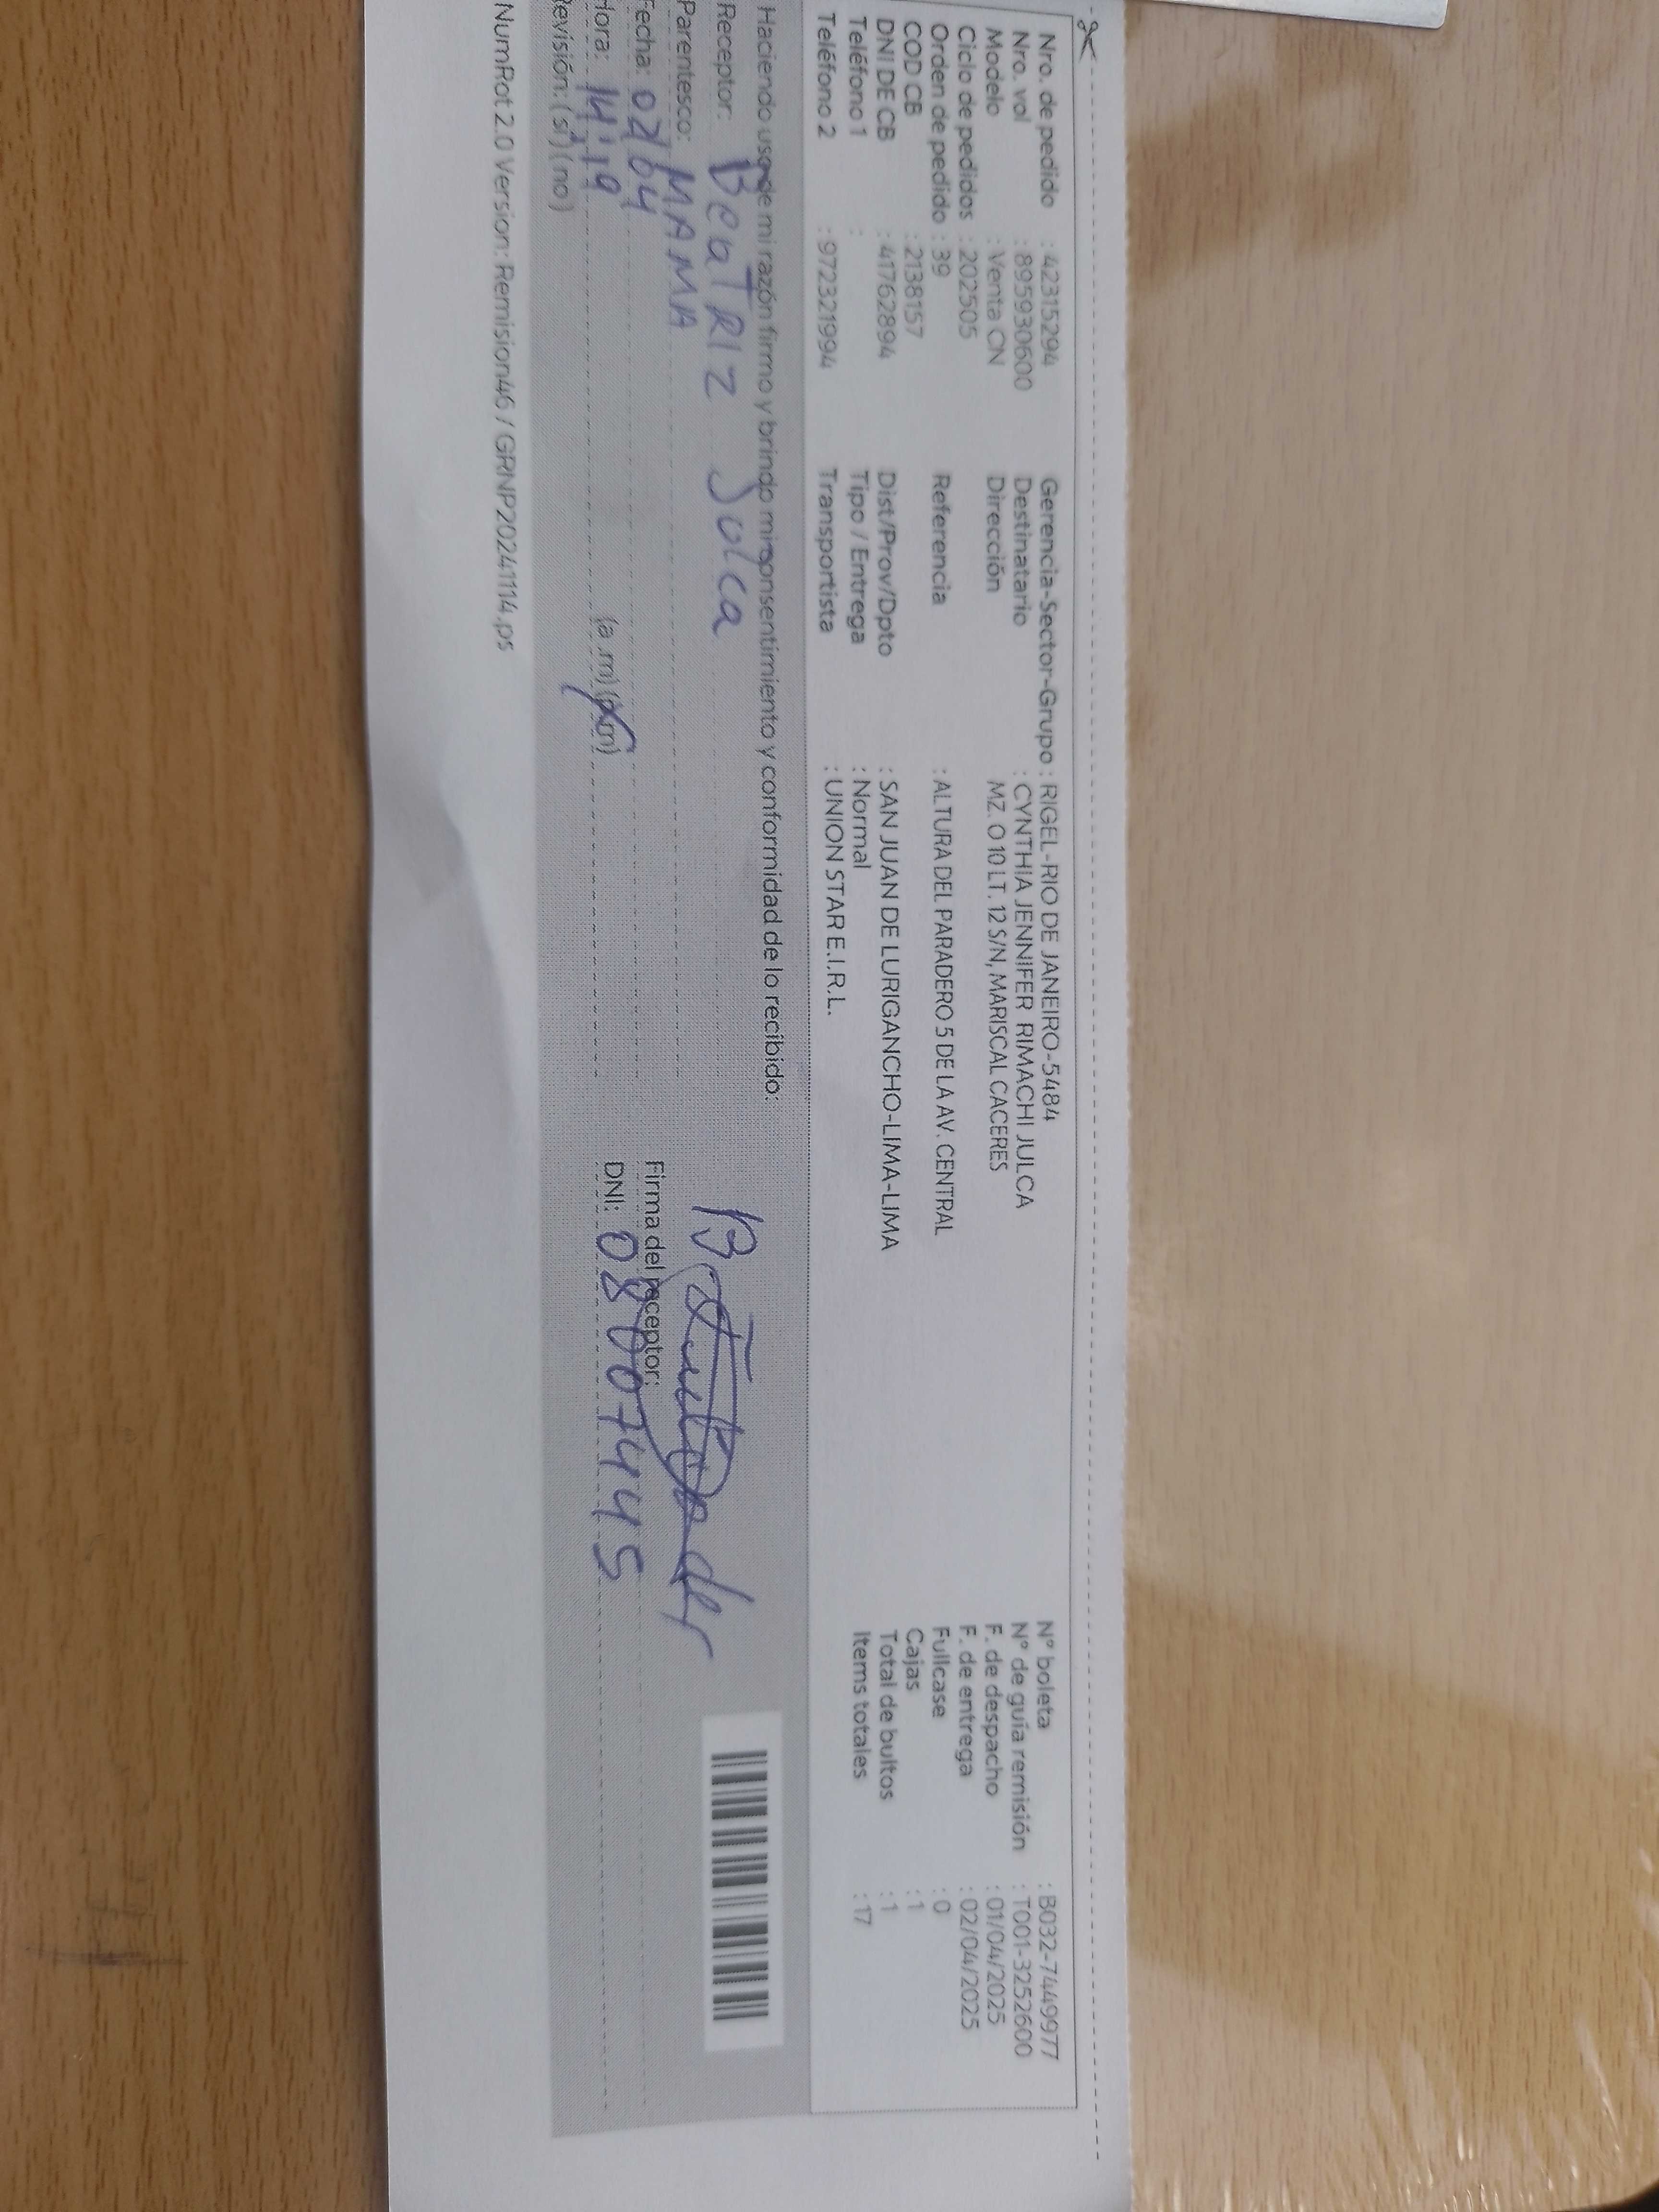 Nro. de pedido : 42315294 Gerencia-Sector-Grupo : RIGEL-RIO DE JANEIRO-5484 N° boleta : B032-7449977
Nro. vol : 895930600 Destinatario : CYNTHIA JENNIFER RIMACHI JULCA N° de guía remisión : T001-3252600
Modelo : Venta CN Dirección MZ. O 10 LT. 12 S/N, MARISCAL CACERES F. de despacho : 01/04/2025
Ciclo de pedidos : 202505 F. de entrega : 02/04/2025
Orden de pedido : 39 Referencia : ALTURA DEL PARADERO 5 DE LA AV. CENTRAL Fullcase : 0
COD CB : 2138157 Cajas : 1
DNI DE CB : 41762894 Dist/Prov/Dpto : SAN JUAN DE LURIGANCHO-LIMA-LIMA Total de bultos : 1
Teléfono 1 : Tipo / Entrega : Normal Items totales : 17
Teléfono 2 : 972321994 Transportista : UNION STAR E.I.R.L.
Haciendo uso de mi razón firmo y brindo mi consentimiento y conformidad de lo recibido:
Receptor: BeaTRIZ Julca
Parentesco: MAMA
Fecha: 02/04 Firma del receptor:
Hora: 14:19 (a.m) (p.m) DNI:
Revisión: ( si ) ( no )
NumRot 2.0 Version: Remision46 / GRNP20241114.ps